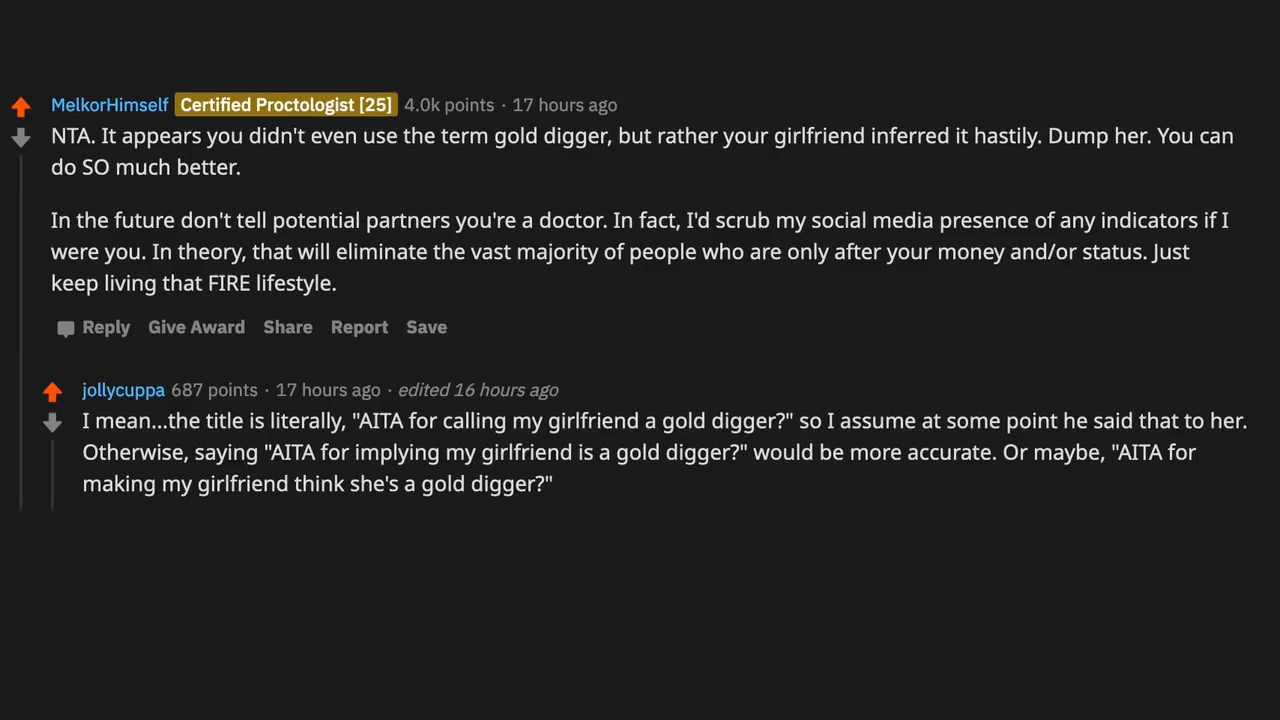 MelkorHimself Certified Proctologist [25] 4.0k points · 17 hours ago
NTA. It appears you didn't even use the term gold digger, but rather your girlfriend inferred it hastily. Dump her. You can
do SO much better.
In the future don't tell potential partners you're a doctor. In fact, I'd scrub my social media presence of any indicators if I
were you. In theory, that will eliminate the vast majority of people who are only after your money and/or status. Just
keep living that FIRE lifestyle.
Reply Give Award Share Report Save
jollycuppa 687 points · 17 hours ago · edited 16 hours ago
I mean...the title is literally, "AITA for calling my girlfriend a gold digger?" so I assume at some point he said that to her.
Otherwise, saying "AITA for implying my girlfriend is a gold digger?" would be more accurate. Or maybe, "AITA for
making my girlfriend think she's a gold digger?"